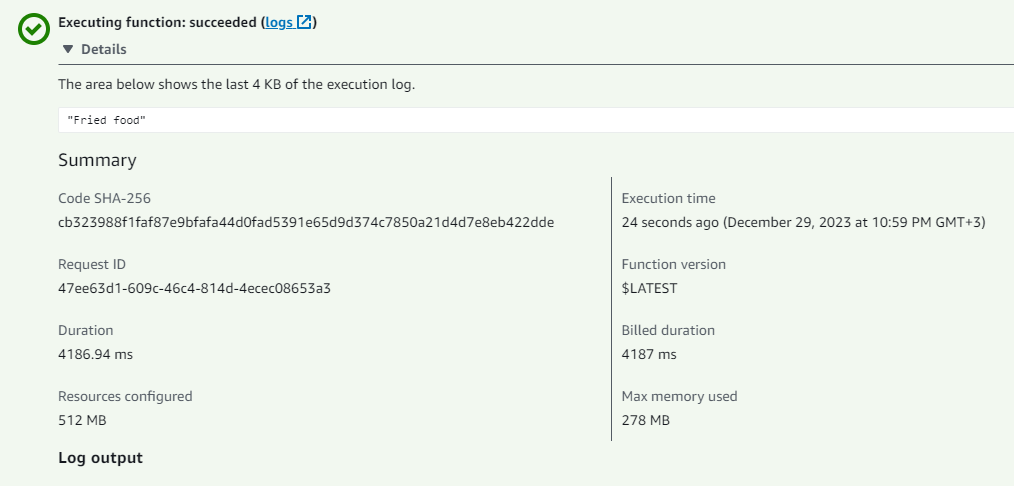 Executing function: succeeded (logs)
Details
The area below shows the last 4 KB of the execution log.
"Fried food"
Summary
Code SHA-256
cb323988f1faf87e9bfafa44d0fad5391e65d9d374c7850a21d4d7e8eb422dde
Execution time
24 seconds ago (December 29, 2023 at 10:59 PM GMT+3)
Request ID
47ee63d1-609c-46c4-814d-4ecec08653a3
Function version
$LATEST
Duration
4186.94 ms
Billed duration
4187 ms
Resources configured
512 MB
Max memory used
278 MB
Log output